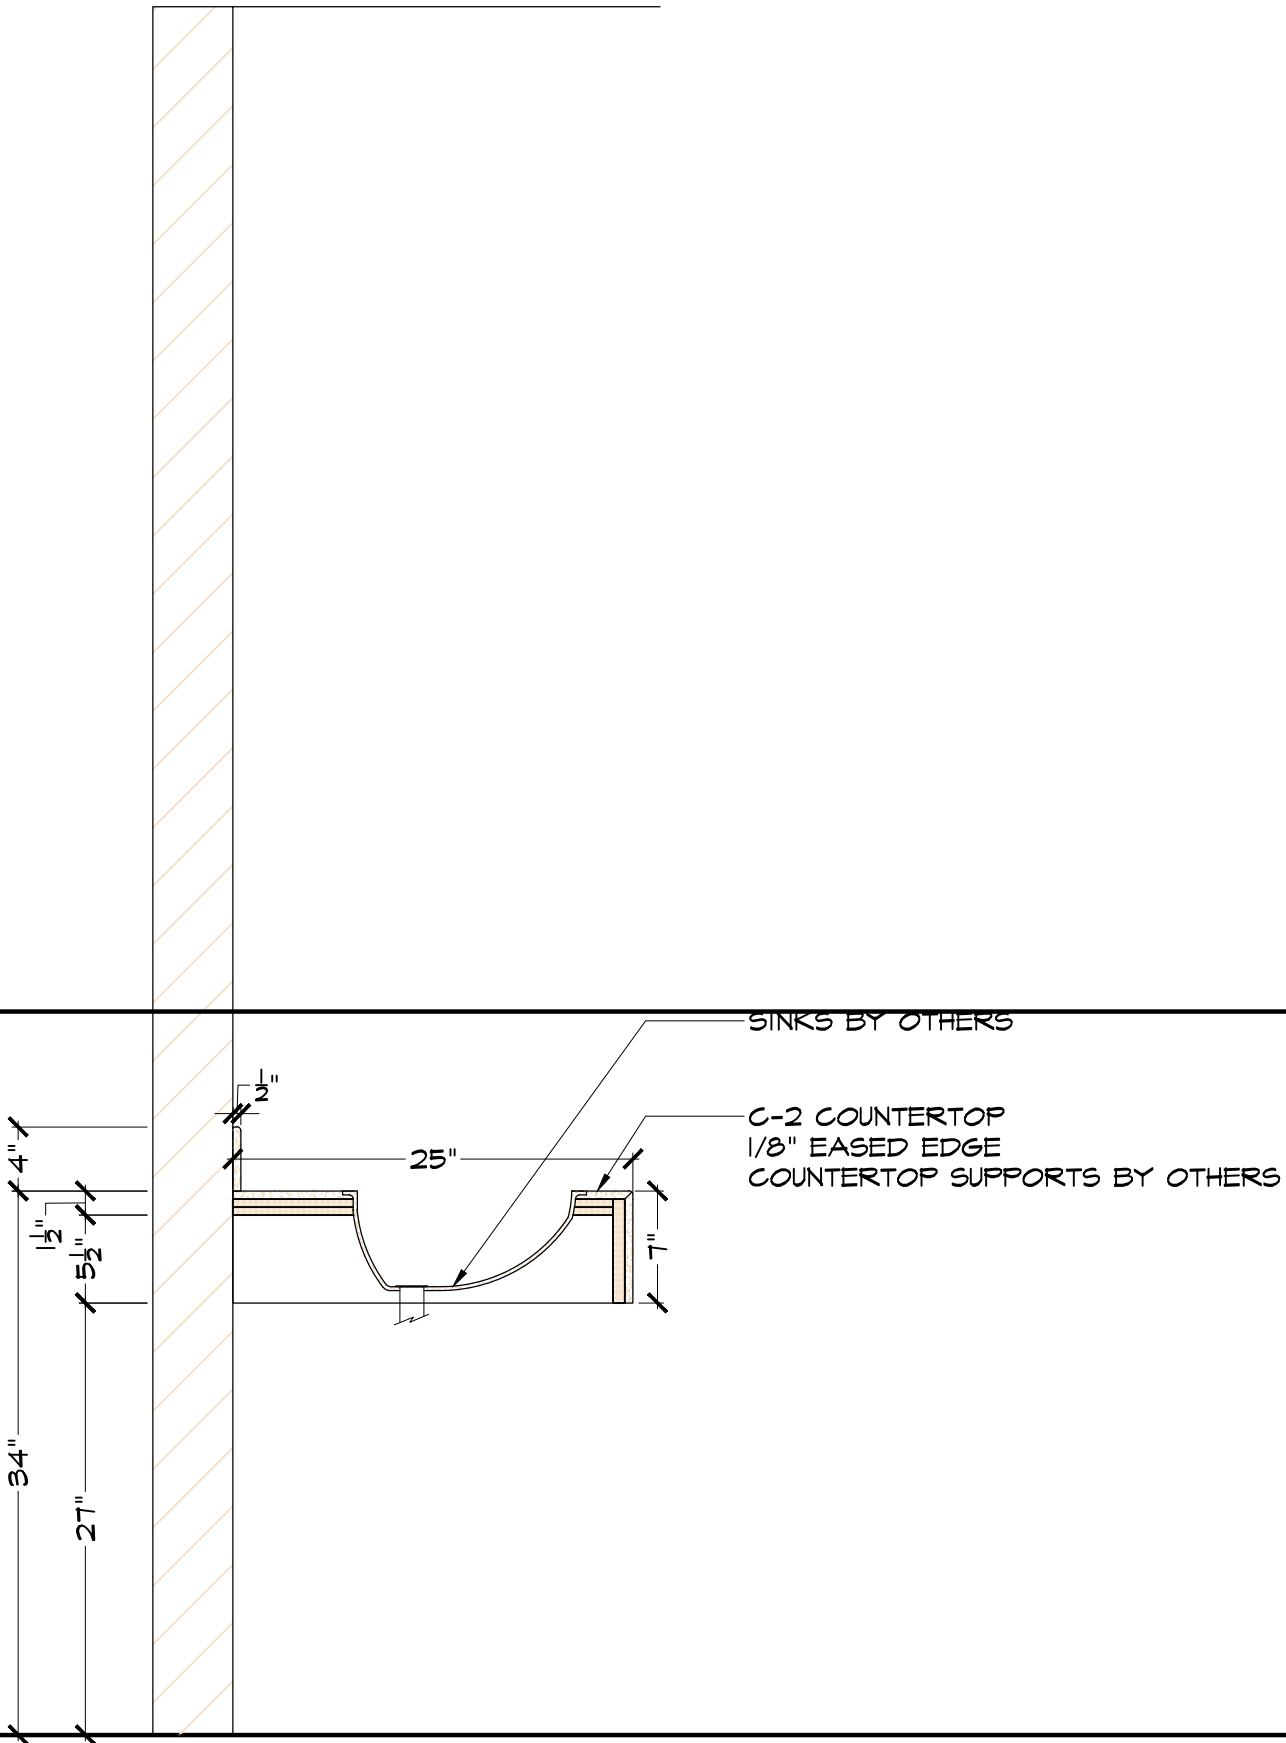 SINKS BY OTHERS
1/2"
C-2 COUNTERTOP
1/8" EASED EDGE
COUNTERTOP SUPPORTS BY OTHERS
4"
25"
1 1/2"
5 1/2"
7"
34"
27"